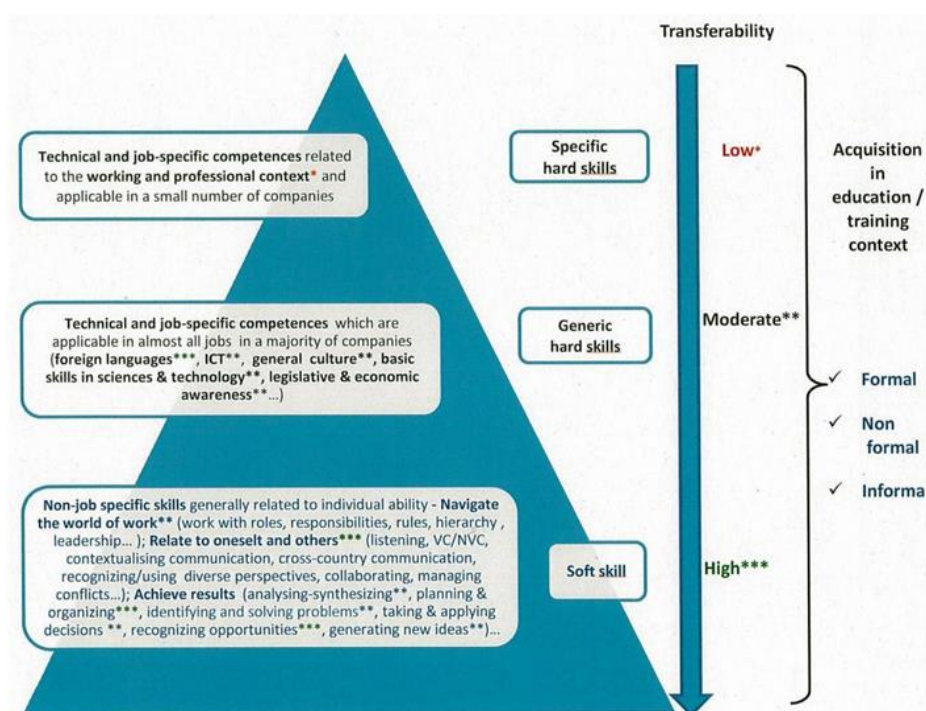 Transferability
Technical and job-specific competences related
to the working and professional context* and
applicable in a small number of companies
Specific
hard skills
Low*
Acquisition
in
education /
training
context
Technical and job-specific competences which are
applicable in almost all jobs in a majority of companies
(foreign languages***, ICT**, general culture**, basic
skills in sciences & technology**, legislative & economic
awareness**...)
Generic
hard skills
Moderate**
✓ Formal
✓ Non
formal
✓ Informa
Non-job specific skills generally related to individual ability - Navigate
the world of work** (work with roles, responsibilities, rules, hierarchy ,
leadership... ); Relate to oneselt and others*** (listening, VC/NVC,
contextualising communication, cross-country communication,
recognizing/using diverse perspectives, collaborating, managing
conflicts...); Achieve results (analysing-synthesizing**, planning &
organizing***, identifying and solving problems**, taking & applying
decisions **, recognizing opportunities***, generating new ideas**)...
Soft skill
High***